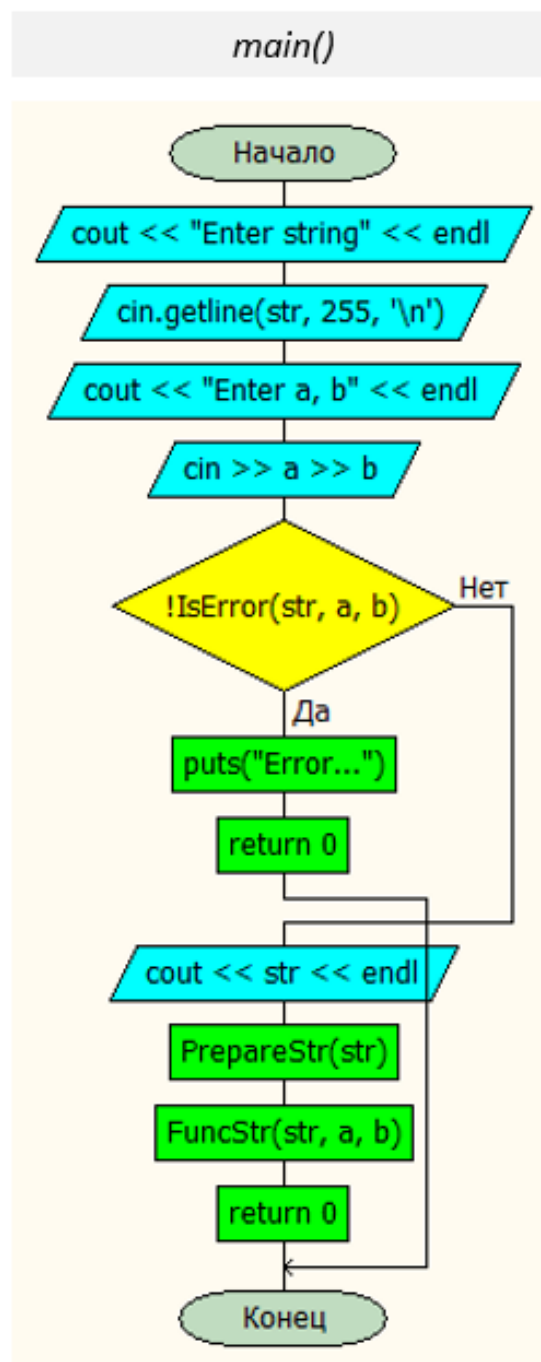 main()
Начало
cout << "Enter string" << endl
cin.getline(str, 255, '\n')
cout << "Enter a, b" << endl
cin >> a >> b
!IsError(str, a, b)
Нет
Да
puts("Error...")
return 0
cout << str << endl
PrepareStr(str)
FuncStr(str, a, b)
return 0
Конец